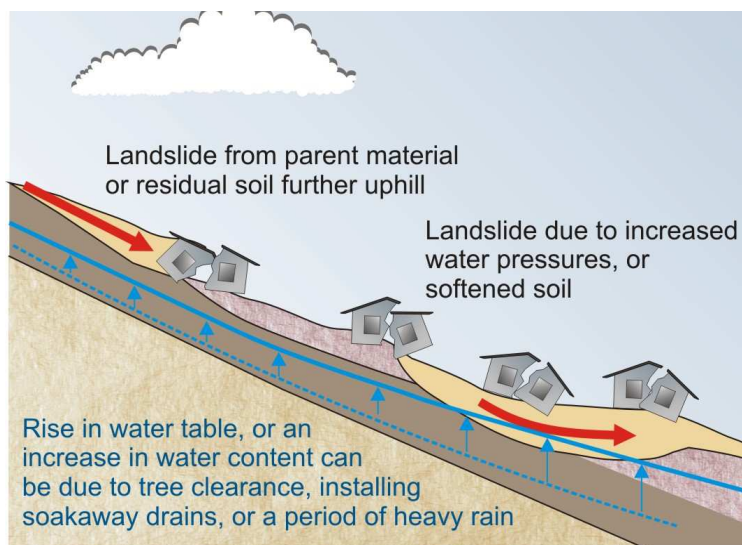 Landslide from parent material
or residual soil further uphill
Landslide due to increased
water pressures, or
softened soil
Rise in water table, or an
increase in water content can
be due to tree clearance, installing
soakaway drains, or a period of heavy rain